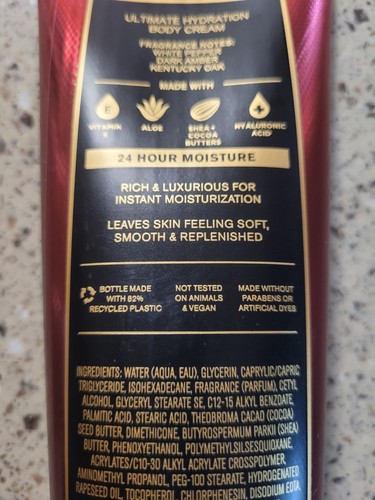 ULTIMATE HYDRATION
BODY CREAM
FRAGRANCE NOTES:
WHITE PEPPER
DARK AMBER
KENTUCKY OAK
MADE WITH
VITAMIN E
ALOE
SHEA + COCOA BUTTERS
HYALURONIC ACID
24 HOUR MOISTURE
RICH & LUXURIOUS FOR
INSTANT MOISTURIZATION
LEAVES SKIN FEELING SOFT,
SMOOTH & REPLENISHED
BOTTLE MADE
WITH 82%
RECYCLED PLASTIC
NOT TESTED
ON ANIMALS
& VEGAN
MADE WITHOUT
PARABENS OR
ARTIFICIAL DYES
INGREDIENTS: WATER (AQUA, EAU), GLYCERIN, CAPRYLIC/CAPRIC
TRIGLYCERIDE, ISOHEXADECANE, FRAGRANCE (PARFUM), CETYL
ALCOHOL, GLYCERYL STEARATE SE, C12-15 ALKYL BENZOATE,
PALMITIC ACID, STEARIC ACID, THEOBROMA CACAO (COCOA)
SEED BUTTER, DIMETHICONE, BUTYROSPERMUM PARKII (SHEA)
BUTTER, PHENOXYETHANOL, POLYMETHYLSILSESQUIOXANE,
ACRYLATES/C10-30 ALKYL ACRYLATE CROSSPOLYMER,
AMINOMETHYL PROPANOL, PEG-100 STEARATE, HYDROGENATED
RAPESEED OIL, TOCOPHEROL, CHLORPHENESIN, DISODIUM EDTA,